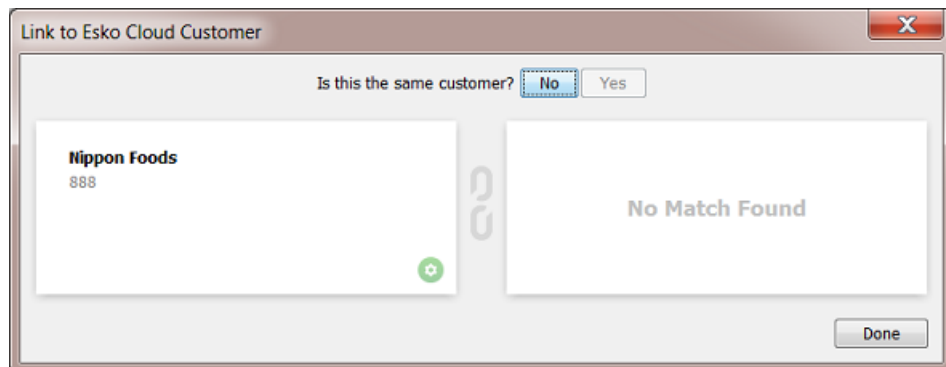 Link to Esko Cloud Customer
Is this the same customer? No Yes
Nippon Foods
888
No Match Found
Done